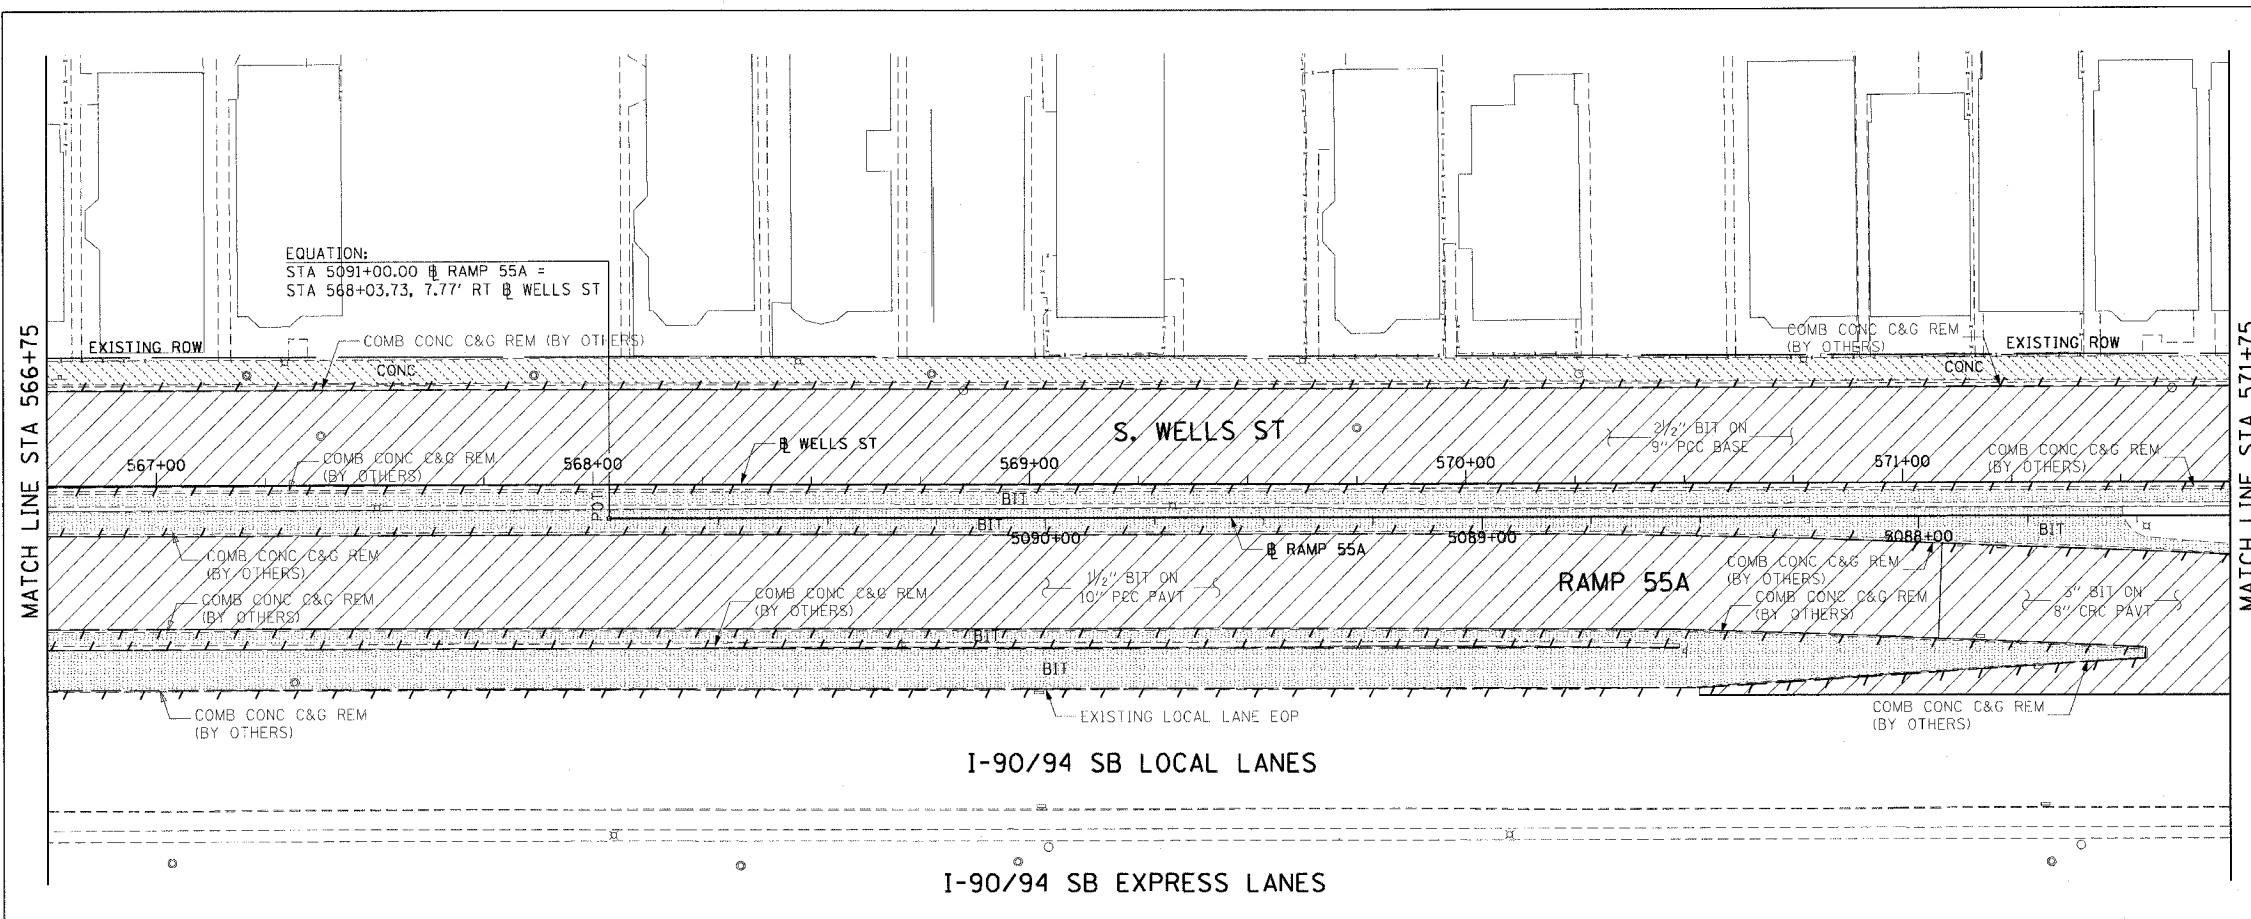 EQUATION:
STA 5091+00.00 ⅊ RAMP 55A =
STA 568+03.73, 7.77' RT ⅊ WELLS ST
EXISTING ROW
COMB CONC C&G REM (BY OTHERS)
CONC
COMB CONC C&G REM
(BY OTHERS)
EXISTING ROW
CONC
MATCH LINE STA 566+75
MATCH LINE STA 571+75
S. WELLS ST
⅊ WELLS ST
2½" BIT ON
9" PCC BASE
567+00
COMB CONC C&G REM
(BY OTHERS)
568+00
569+00
570+00
571+00
COMB CONC C&G REM
(BY OTHERS)
BIT
POT
BIT
5090+00
5089+00
5088+00
BIT
⅊ RAMP 55A
COMB CONC C&G REM
(BY OTHERS)
COMB CONC C&G REM
(BY OTHERS)
COMB CONC C&G REM
(BY OTHERS)
1½" BIT ON
10" PCC PAVT
RAMP 55A
COMB CONC C&G REM
(BY OTHERS)
COMB CONC C&G REM
(BY OTHERS)
3" BIT ON
8" CRC PAVT
BIT
BIT
COMB CONC C&G REM
(BY OTHERS)
EXISTING LOCAL LANE EOP
COMB CONC C&G REM
(BY OTHERS)
I-90/94 SB LOCAL LANES
I-90/94 SB EXPRESS LANES